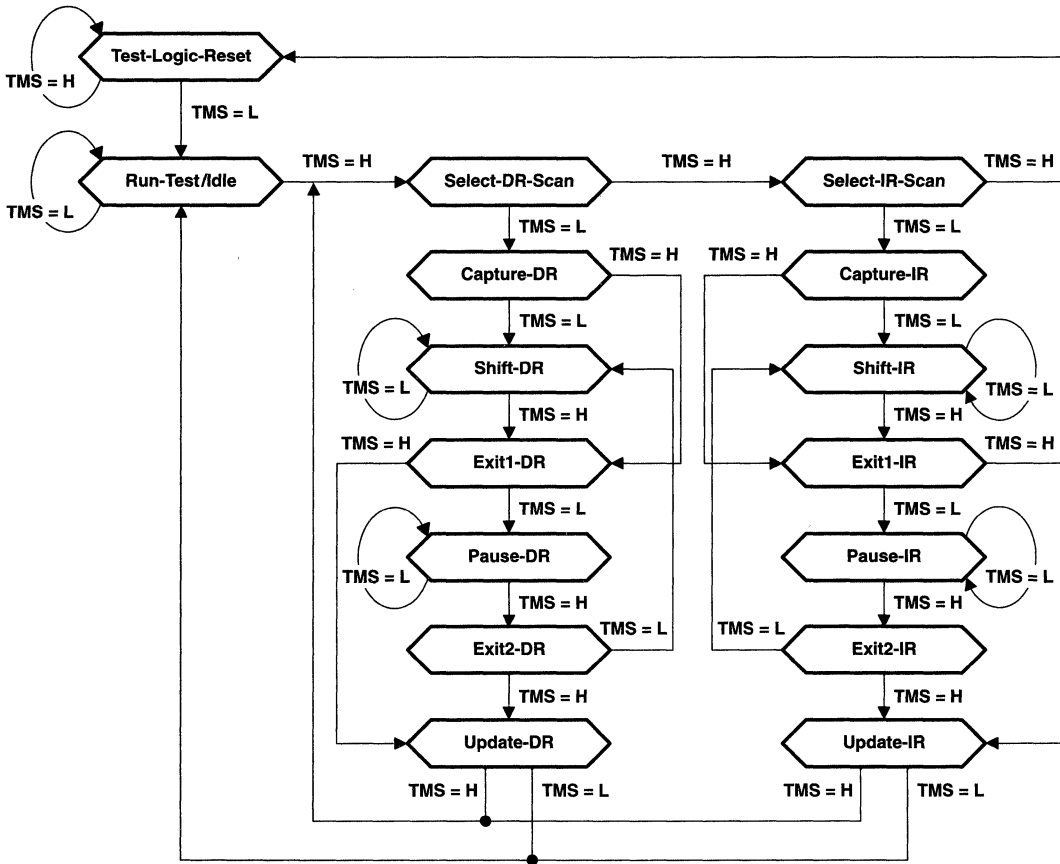 Test-Logic-Reset
TMS = H
TMS = L
TMS = H
TMS = H
TMS = H
Run-Test/Idle
Select-DR-Scan
Select-IR-Scan
TMS = L
TMS = L
TMS = L
TMS = H
TMS = H
Capture-DR
Capture-IR
TMS = L
TMS = L
Shift-DR
Shift-IR
TMS = L
TMS = L
TMS = H
TMS = H
TMS = H
TMS = H
Exit1-DR
Exit1-IR
TMS = L
TMS = L
Pause-DR
Pause-IR
TMS = L
TMS = L
TMS = H
TMS = H
TMS = L
TMS = L
Exit2-DR
Exit2-IR
TMS = H
TMS = H
Update-DR
Update-IR
TMS = H
TMS = L
TMS = H
TMS = L